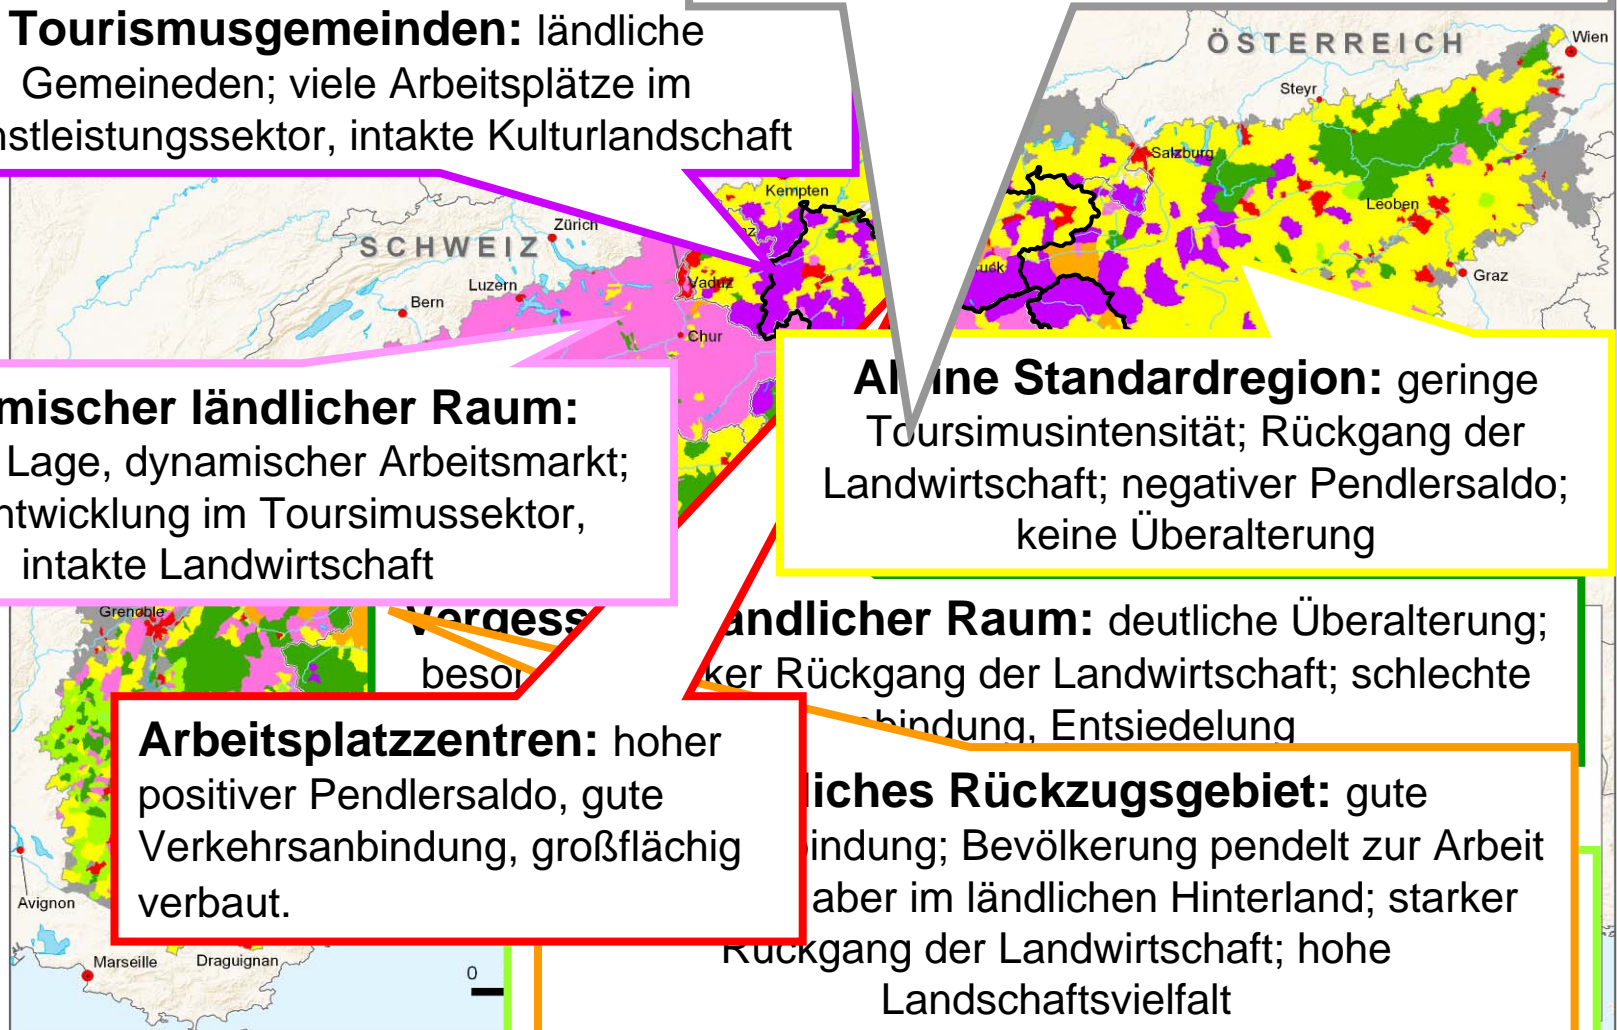 Tourismusgemeinden: ländliche
Gemeineden; viele Arbeitsplätze im
nstleistungssektor, intakte Kulturlandschaft
ÖSTERREICH
Wien
Steyr
Salzburg
Kempten
Leoben
Zürich
SCHWEIZ
Graz
Luzern
Vaduz
Bern
Chur
mischer ländlicher Raum:
Lage, dynamischer Arbeitsmarkt;
ntwicklung im Toursimussektor,
intakte Landwirtschaft
ine Standardregion: geringe
Toursimusintensität; Rückgang der
Landwirtschaft; negativer Pendlersaldo;
keine Überalterung
Grenoble
Vergess andlicher Raum: deutliche Überalterung;
beson ker Rückgang der Landwirtschaft; schlechte
bindung, Entsiedelung
Arbeitsplatzzentren: hoher
positiver Pendlersaldo, gute
Verkehrsanbindung, großflächig
verbaut.
liches Rückzugsgebiet: gute
bindung; Bevölkerung pendelt zur Arbeit
aber im ländlichen Hinterland; starker
Rückgang der Landwirtschaft; hohe
Landschaftsvielfalt
Avignon
Marseille
Draguignan
0